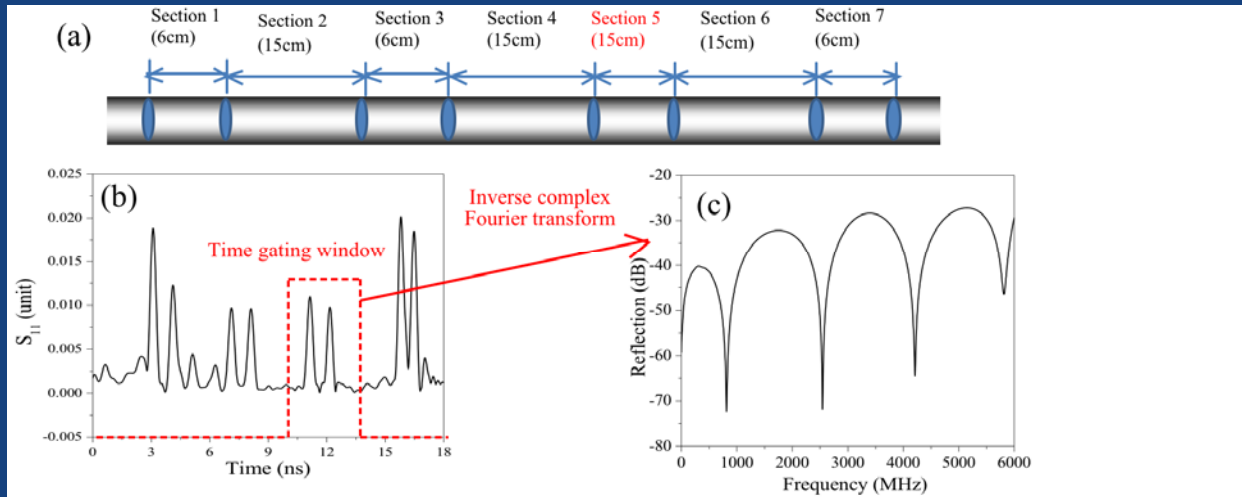 (a)
Section 1
(6cm)
Section 2
(15cm)
Section 3
(6cm)
Section 4
(15cm)
Section 5
(15cm)
Section 6
(15cm)
Section 7
(6cm)
(b)
0.025
0.020
0.015
0.010
0.005
0.000
-0.005
S11 (unit)
Time gating window
0
3
6
9
12
15
18
Time (ns)
Inverse complex
Fourier transform
(c)
-20
-30
-40
-50
-60
-70
-80
Reflection (dB)
0
1000
2000
3000
4000
5000
6000
Frequency (MHz)